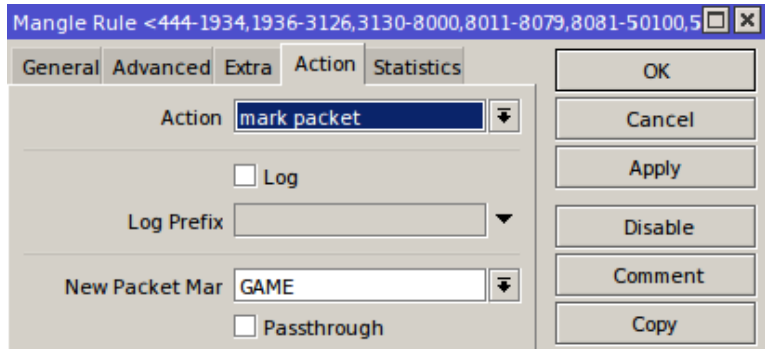 Mangle Rule <444-1934,1936-3126,3130-8000,8011-8079,8081-50100,5
General Advanced Extra Action Statistics
OK
Action mark packet
Cancel
Log
Apply
Log Prefix
Disable
New Packet Mar GAME
Comment
Passthrough
Copy